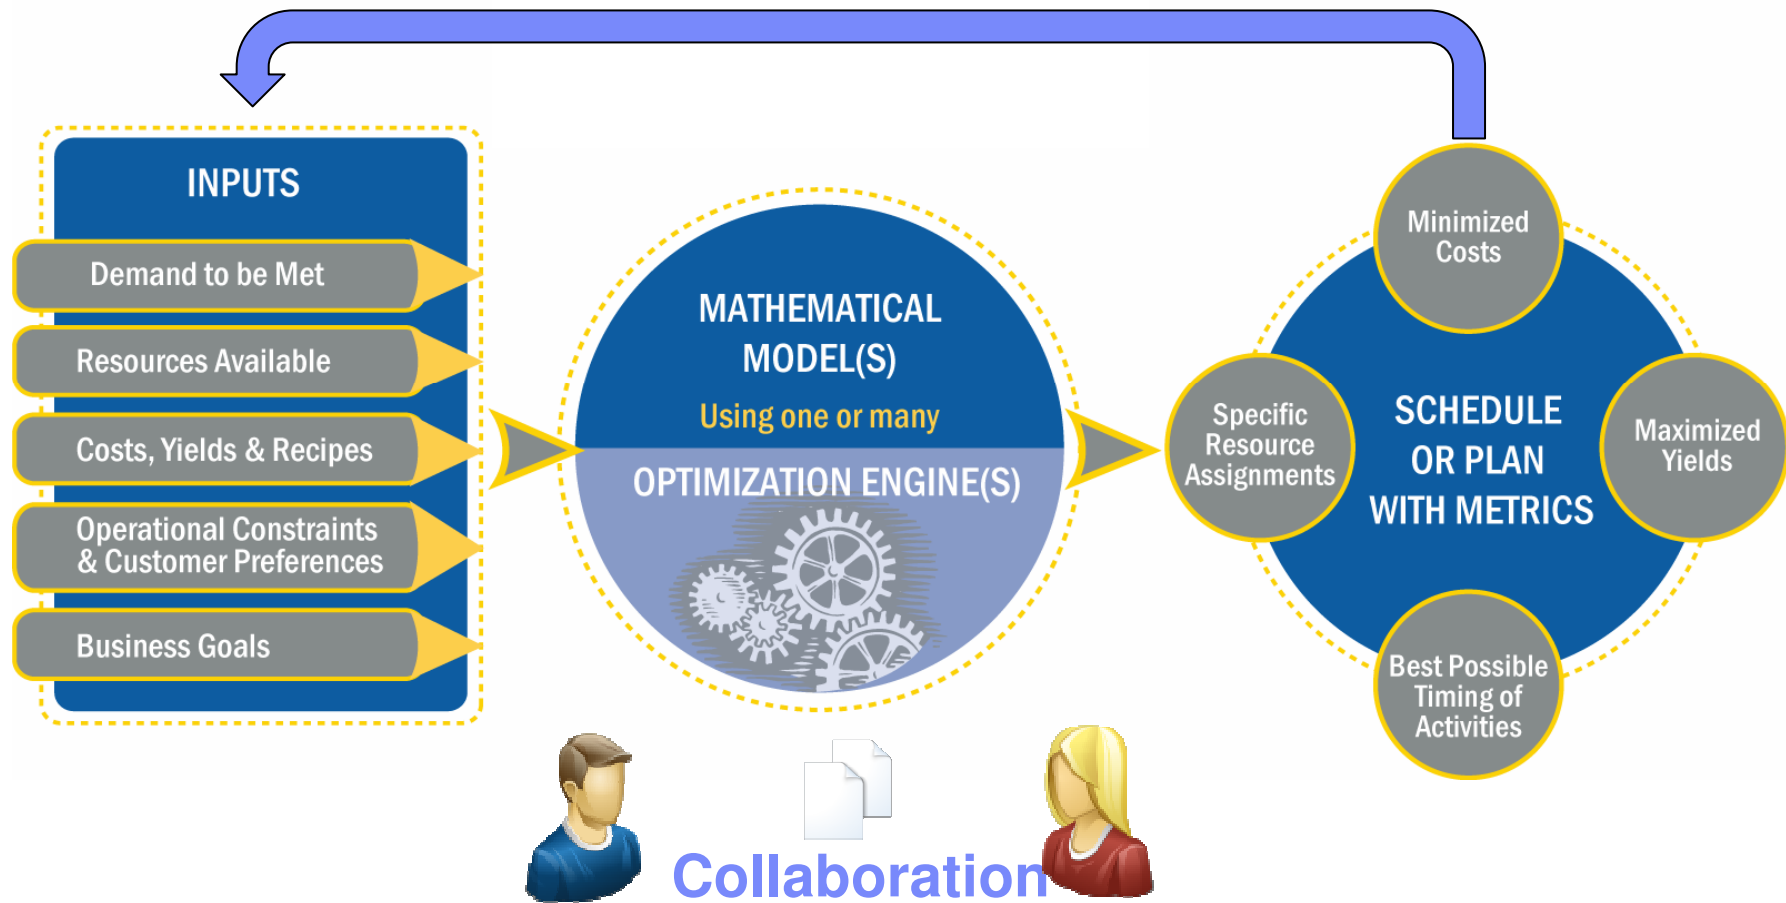 INPUTS
Demand to be Met
Resources Available
Costs, Yields & Recipes
Operational Constraints
& Customer Preferences
Business Goals
MATHEMATICAL
MODEL(S)
Using one or many
OPTIMIZATION ENGINE(S)
Minimized
Costs
Specific
Resource
Assignments
SCHEDULE
OR PLAN
WITH METRICS
Maximized
Yields
Best Possible
Timing of
Activities
Collaboration